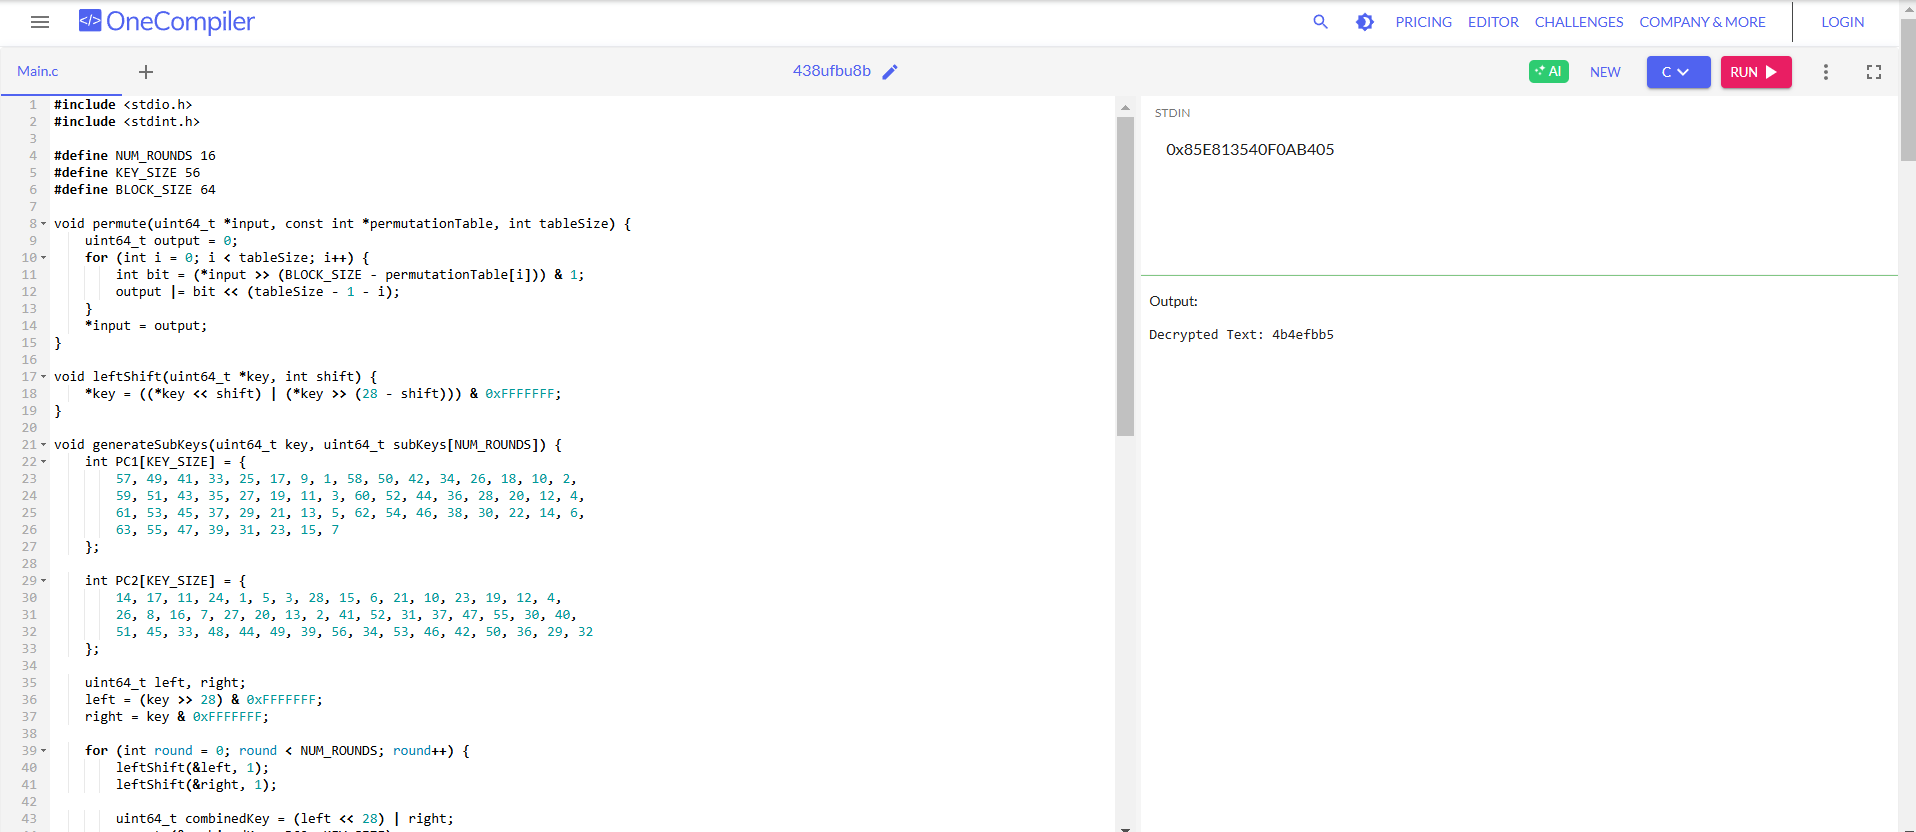 </> OneCompiler
PRICING EDITOR CHALLENGES COMPANY & MORE LOGIN
Main.c
438ufbu8b
AI NEW C RUN
1 #include <stdio.h>
2 #include <stdint.h>
3
4 #define NUM_ROUNDS 16
5 #define KEY_SIZE 56
6 #define BLOCK_SIZE 64
7
8 void permute(uint64_t *input, const int *permutationTable, int tableSize) {
9     uint64_t output = 0;
10     for (int i = 0; i < tableSize; i++) {
11         int bit = (*input >> (BLOCK_SIZE - permutationTable[i])) & 1;
12         output |= bit << (tableSize - 1 - i);
13     }
14     *input = output;
15 }
16
17 void leftShift(uint64_t *key, int shift) {
18     *key = ((*key << shift) | (*key >> (28 - shift))) & 0xFFFFFFF;
19 }
20
21 void generateSubKeys(uint64_t key, uint64_t subKeys[NUM_ROUNDS]) {
22     int PC1[KEY_SIZE] = {
23         57, 49, 41, 33, 25, 17, 9, 1, 58, 50, 42, 34, 26, 18, 10, 2,
24         59, 51, 43, 35, 27, 19, 11, 3, 60, 52, 44, 36, 28, 20, 12, 4,
25         61, 53, 45, 37, 29, 21, 13, 5, 62, 54, 46, 38, 30, 22, 14, 6,
26         63, 55, 47, 39, 31, 23, 15, 7
27     };
28
29     int PC2[KEY_SIZE] = {
30         14, 17, 11, 24, 1, 5, 3, 28, 15, 6, 21, 10, 23, 19, 12, 4,
31         26, 8, 16, 7, 27, 20, 13, 2, 41, 52, 31, 37, 47, 55, 30, 40,
32         51, 45, 33, 48, 44, 49, 39, 56, 34, 53, 46, 42, 50, 36, 29, 32
33     };
34
35     uint64_t left, right;
36     left = (key >> 28) & 0xFFFFFFF;
37     right = key & 0xFFFFFFF;
38
39     for (int round = 0; round < NUM_ROUNDS; round++) {
40         leftShift(&left, 1);
41         leftShift(&right, 1);
42
43         uint64_t combinedKey = (left << 28) | right;
STDIN
0x85E813540F0AB405
Output:
Decrypted Text: 4b4efbb5